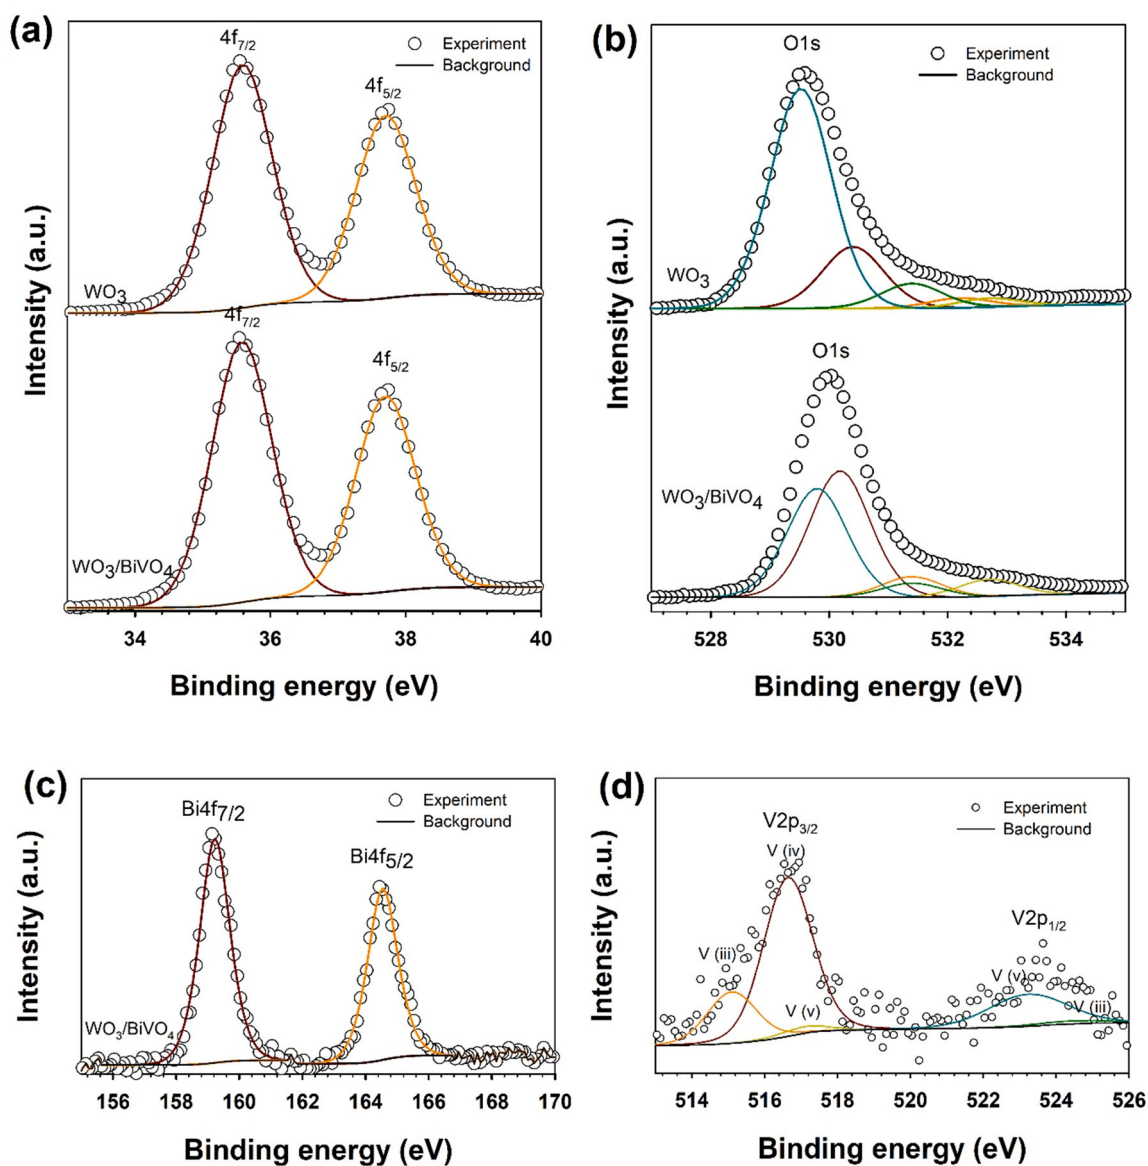 (a)
4f7/2
Experiment
Background
4f5/2
WO3
4f7/2
4f5/2
WO3/BiVO4
Intensity (a.u.)
34 36 38 40
Binding energy (eV)
(b)
O1s
Experiment
Background
WO3
O1s
WO3/BiVO4
Intensity (a.u.)
528 530 532 534
Binding energy (eV)
(c)
Bi4f7/2
Experiment
Background
Bi4f5/2
WO3/BiVO4
Intensity (a.u.)
156 158 160 162 164 166 168 170
Binding energy (eV)
(d)
V2p3/2
Experiment
Background
V (iv)
V2p1/2
V (iii)
V (v)
V (v)
V (iii)
Intensity (a.u.)
514 516 518 520 522 524 526
Binding energy (eV)